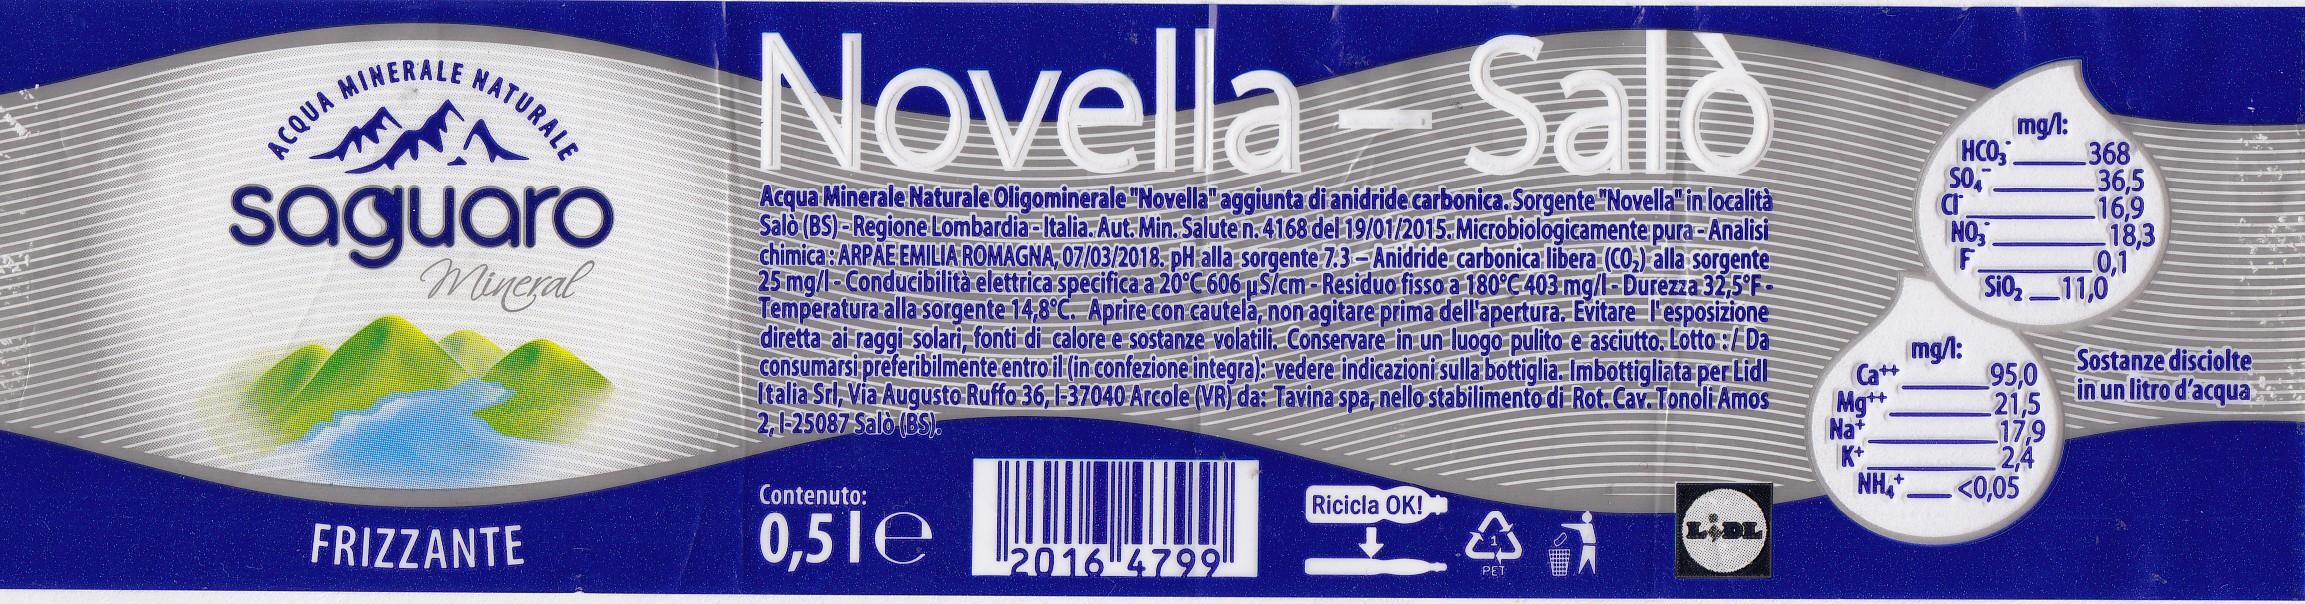 ACQUA MINERALE NATURALE
saguaro
Mineral
FRIZZANTE
Novella – Salò
Acqua Minerale Naturale Oligominerale "Novella" aggiunta di anidride carbonica. Sorgente "Novella" in località
Salò (BS) - Regione Lombardia - Italia. Aut. Min. Salute n. 4168 del 19/01/2015. Microbiologicamente pura - Analisi
chimica : ARPAE EMILIA ROMAGNA, 07/03/2018. pH alla sorgente 7.3 – Anidride carbonica libera (CO₂) alla sorgente
25 mg/l - Conducibilità elettrica specifica a 20°C 606 µS/cm - Residuo fisso a 180°C 403 mg/l - Durezza 32,5°F -
Temperatura alla sorgente 14,8°C. Aprire con cautela, non agitare prima dell'apertura. Evitare l'esposizione
diretta ai raggi solari, fonti di calore e sostanze volatili. Conservare in un luogo pulito e asciutto. Lotto : / Da
consumarsi preferibilmente entro il (in confezione integra): vedere indicazioni sulla bottiglia. Imbottigliata per Lidl
Italia Srl, Via Augusto Ruffo 36, I-37040 Arcole (VR) da: Tavina spa, nello stabilimento di Rot. Cav. Tonoli Amos
2, I-25087 Salò (BS).
Contenuto:
0,5 l e
2016 4799
Ricicla OK!
1
PET
LiDL
mg/l:
HCO₃⁻ 368
SO₄⁻ 36,5
Cl⁻ 16,9
NO₃⁻ 18,3
F⁻ 0,1
SiO₂ 11,0
mg/l:
Ca⁺⁺ 95,0
Mg⁺⁺ 21,5
Na⁺ 17,9
K⁺ 2,4
NH₄⁺ <0,05
Sostanze disciolte
in un litro d'acqua